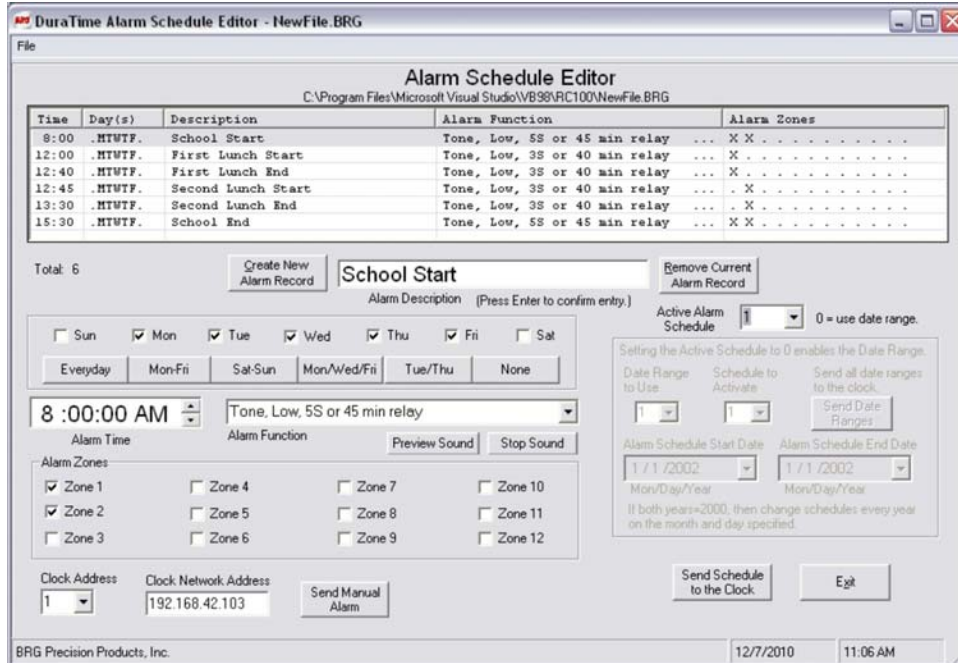 DuraTime Alarm Schedule Editor - NewFile.BRG
File
Alarm Schedule Editor
C:\Program Files\Microsoft Visual Studio\VB98\RC100\NewFile.BRG
Time Day(s) Description Alarm Function Alarm Zones
8:00 .MTWTF. School Start Tone, Low, 5S or 45 min relay ... X X . . . . . . . . . .
12:00 .MTWTF. First Lunch Start Tone, Low, 3S or 40 min relay ... X . . . . . . . . . . .
12:40 .MTWTF. First Lunch End Tone, Low, 3S or 40 min relay ... X . . . . . . . . . . .
12:45 .MTWTF. Second Lunch Start Tone, Low, 3S or 40 min relay ... . X . . . . . . . . . .
13:30 .MTWTF. Second Lunch End Tone, Low, 3S or 40 min relay ... . X . . . . . . . . . .
15:30 .MTWTF. School End Tone, Low, 5S or 45 min relay ... X X . . . . . . . . . .
Total: 6
Create New
Alarm Record
School Start
Remove Current
Alarm Record
Alarm Description (Press Enter to confirm entry.)
Active Alarm
Schedule
1
0 = use date range.
Sun Mon Tue Wed Thu Fri Sat
Everyday Mon-Fri Sat-Sun Mon/Wed/Fri Tue/Thu None
Setting the Active Schedule to 0 enables the Date Range.
Date Range
to Use
Schedule to
Activate
Send all date ranges
to the clock.
1
1
Send Date
Ranges
8 :00:00 AM
Tone, Low, 5S or 45 min relay
Alarm Time
Alarm Function
Preview Sound
Stop Sound
Alarm Schedule Start Date Alarm Schedule End Date
1 / 1 /2002
1 / 1 /2002
Mon/Day/Year
Mon/Day/Year
If both years=2000, then change schedules every year
on the month and day specified.
Alarm Zones
Zone 1 Zone 4 Zone 7 Zone 10
Zone 2 Zone 5 Zone 8 Zone 11
Zone 3 Zone 6 Zone 9 Zone 12
Clock Address
1
Clock Network Address
192.168.42.103
Send Manual
Alarm
Send Schedule
to the Clock
Exit
BRG Precision Products, Inc.
12/7/2010
11:06 AM